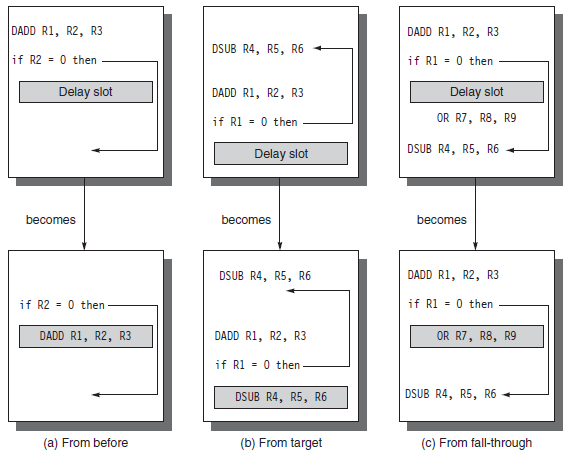 DADD R1, R2, R3
if R2 = 0 then
Delay slot
becomes
if R2 = 0 then
DADD R1, R2, R3
(a) From before
DSUB R4, R5, R6
DADD R1, R2, R3
if R1 = 0 then
Delay slot
becomes
DSUB R4, R5, R6
DADD R1, R2, R3
if R1 = 0 then
DSUB R4, R5, R6
(b) From target
DADD R1, R2, R3
if R1 = 0 then
Delay slot
OR R7, R8, R9
DSUB R4, R5, R6
becomes
DADD R1, R2, R3
if R1 = 0 then
OR R7, R8, R9
DSUB R4, R5, R6
(c) From fall-through